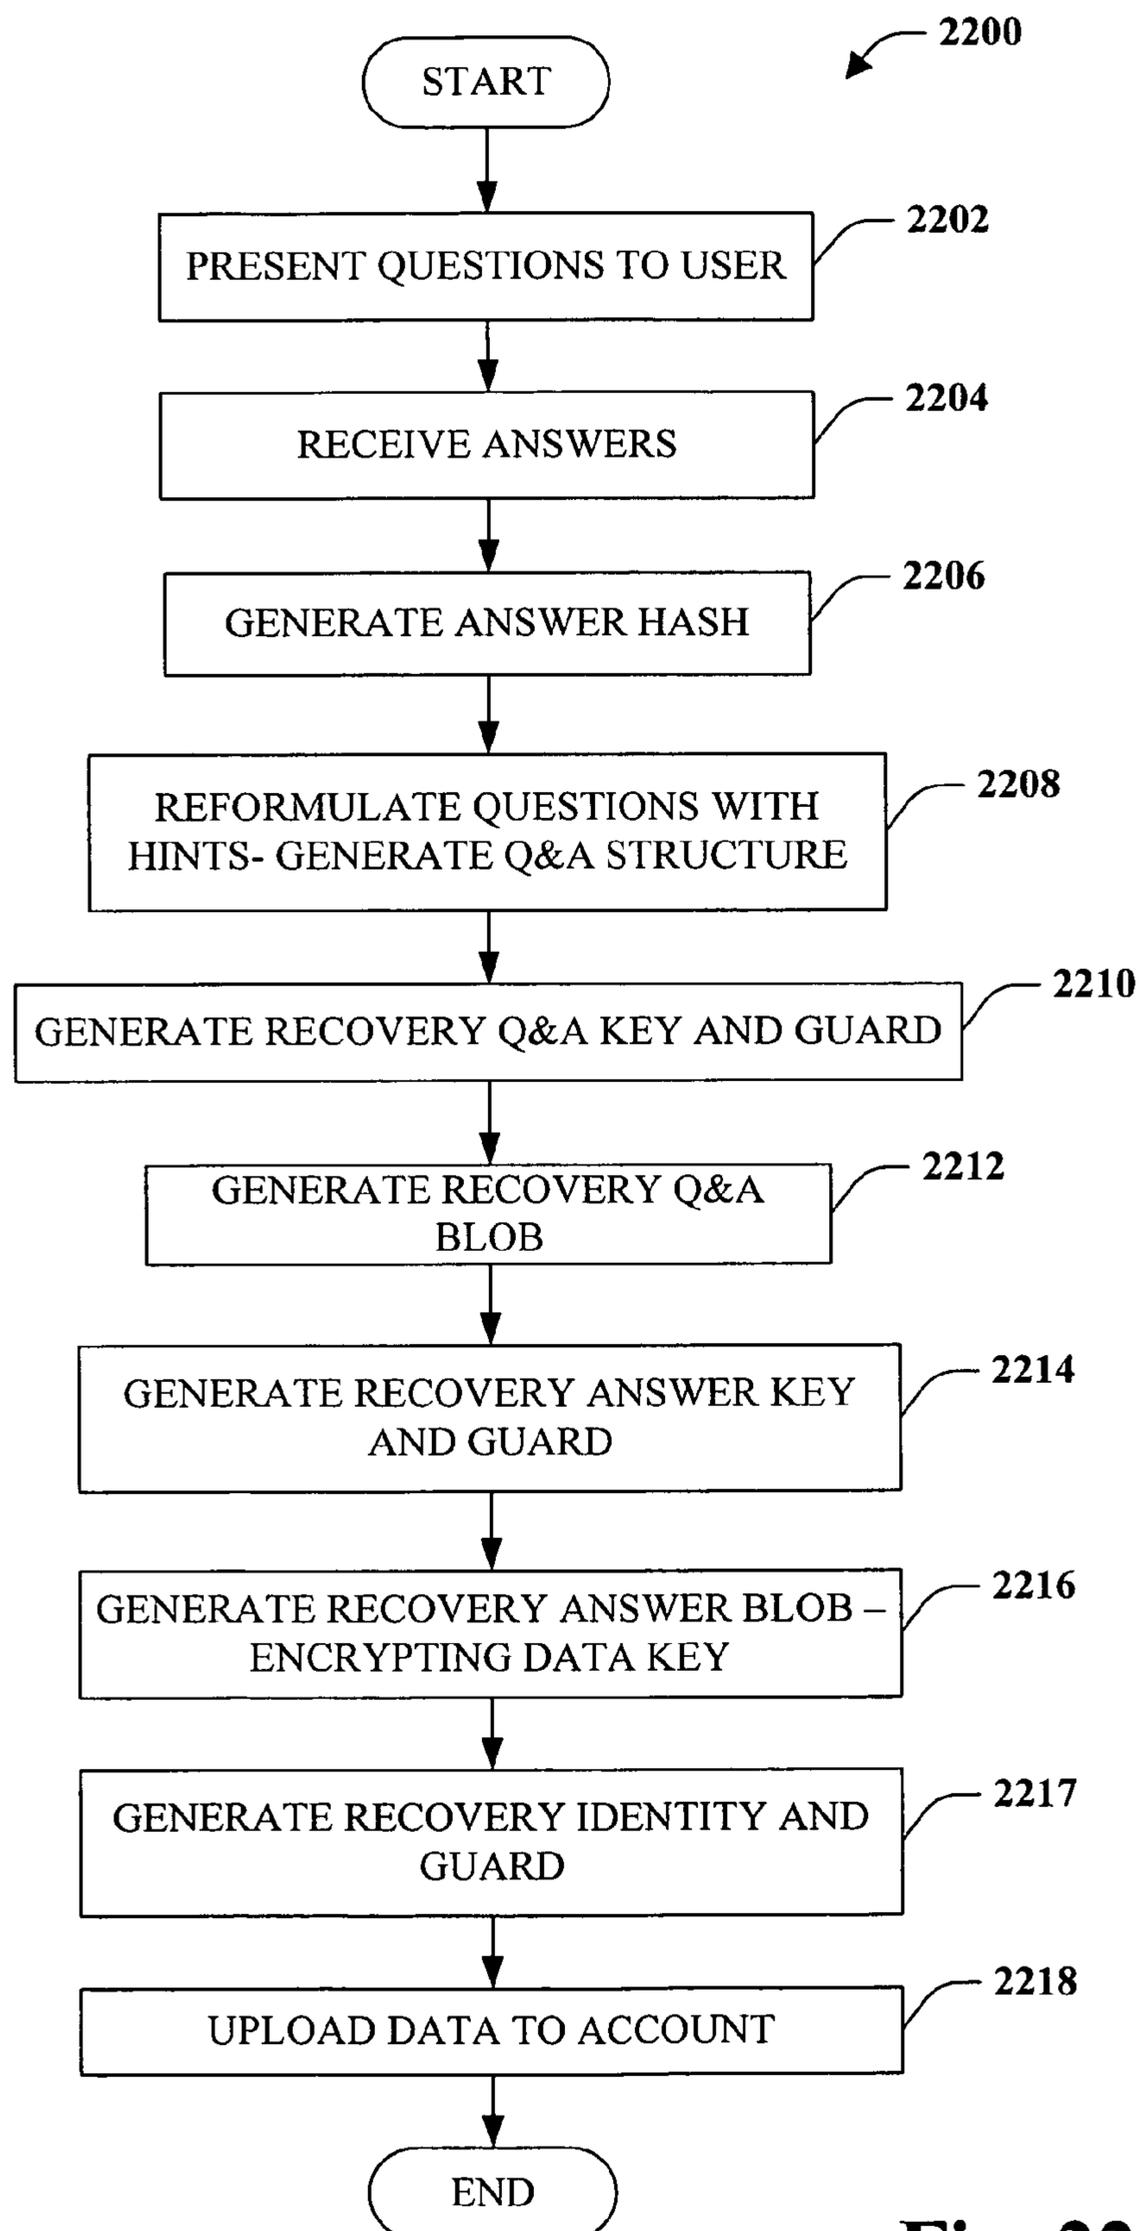 2200
START
2202
PRESENT QUESTIONS TO USER
2204
RECEIVE ANSWERS
2206
GENERATE ANSWER HASH
2208
REFORMULATE QUESTIONS WITH
HINTS- GENERATE Q&A STRUCTURE
2210
GENERATE RECOVERY Q&A KEY AND GUARD
2212
GENERATE RECOVERY Q&A
BLOB
2214
GENERATE RECOVERY ANSWER KEY
AND GUARD
2216
GENERATE RECOVERY ANSWER BLOB –
ENCRYPTING DATA KEY
2217
GENERATE RECOVERY IDENTITY AND
GUARD
2218
UPLOAD DATA TO ACCOUNT
END